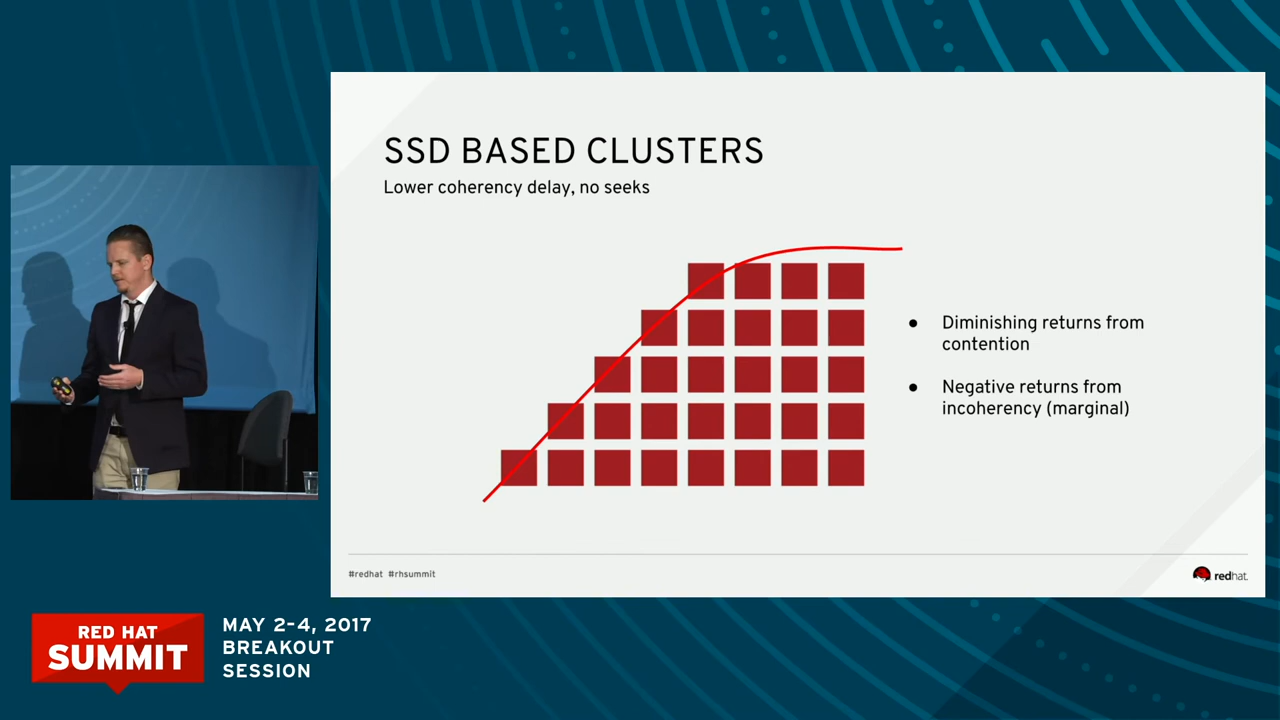 SSD BASED CLUSTERS
Lower coherency delay, no seeks
● Diminishing returns from
contention
● Negative returns from
incoherency (marginal)
#redhat #rhsummit
redhat.
RED HAT
SUMMIT
MAY 2-4, 2017
BREAKOUT
SESSION